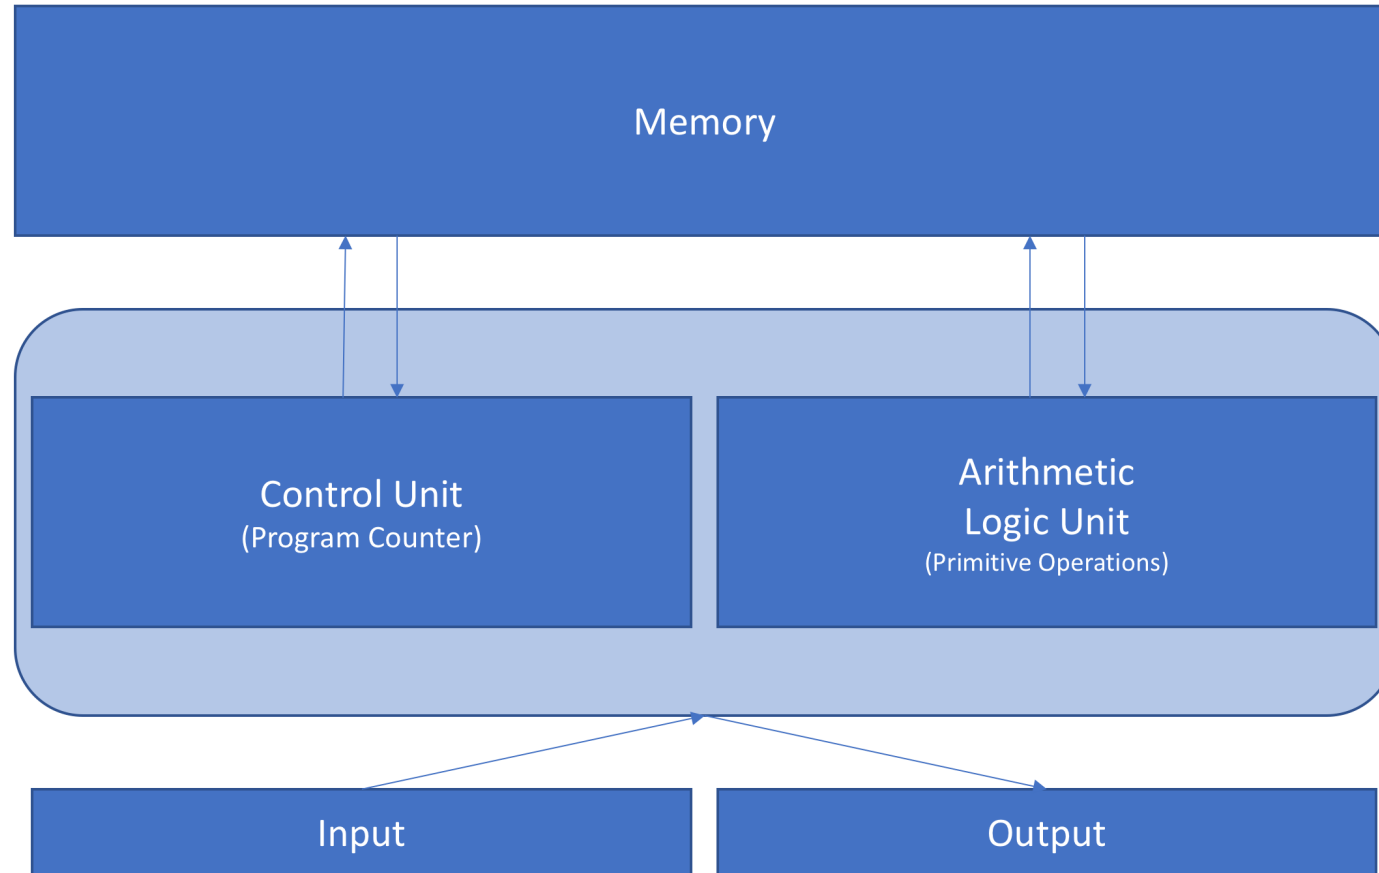 Memory
Control Unit
(Program Counter)
Arithmetic
Logic Unit
(Primitive Operations)
Input
Output